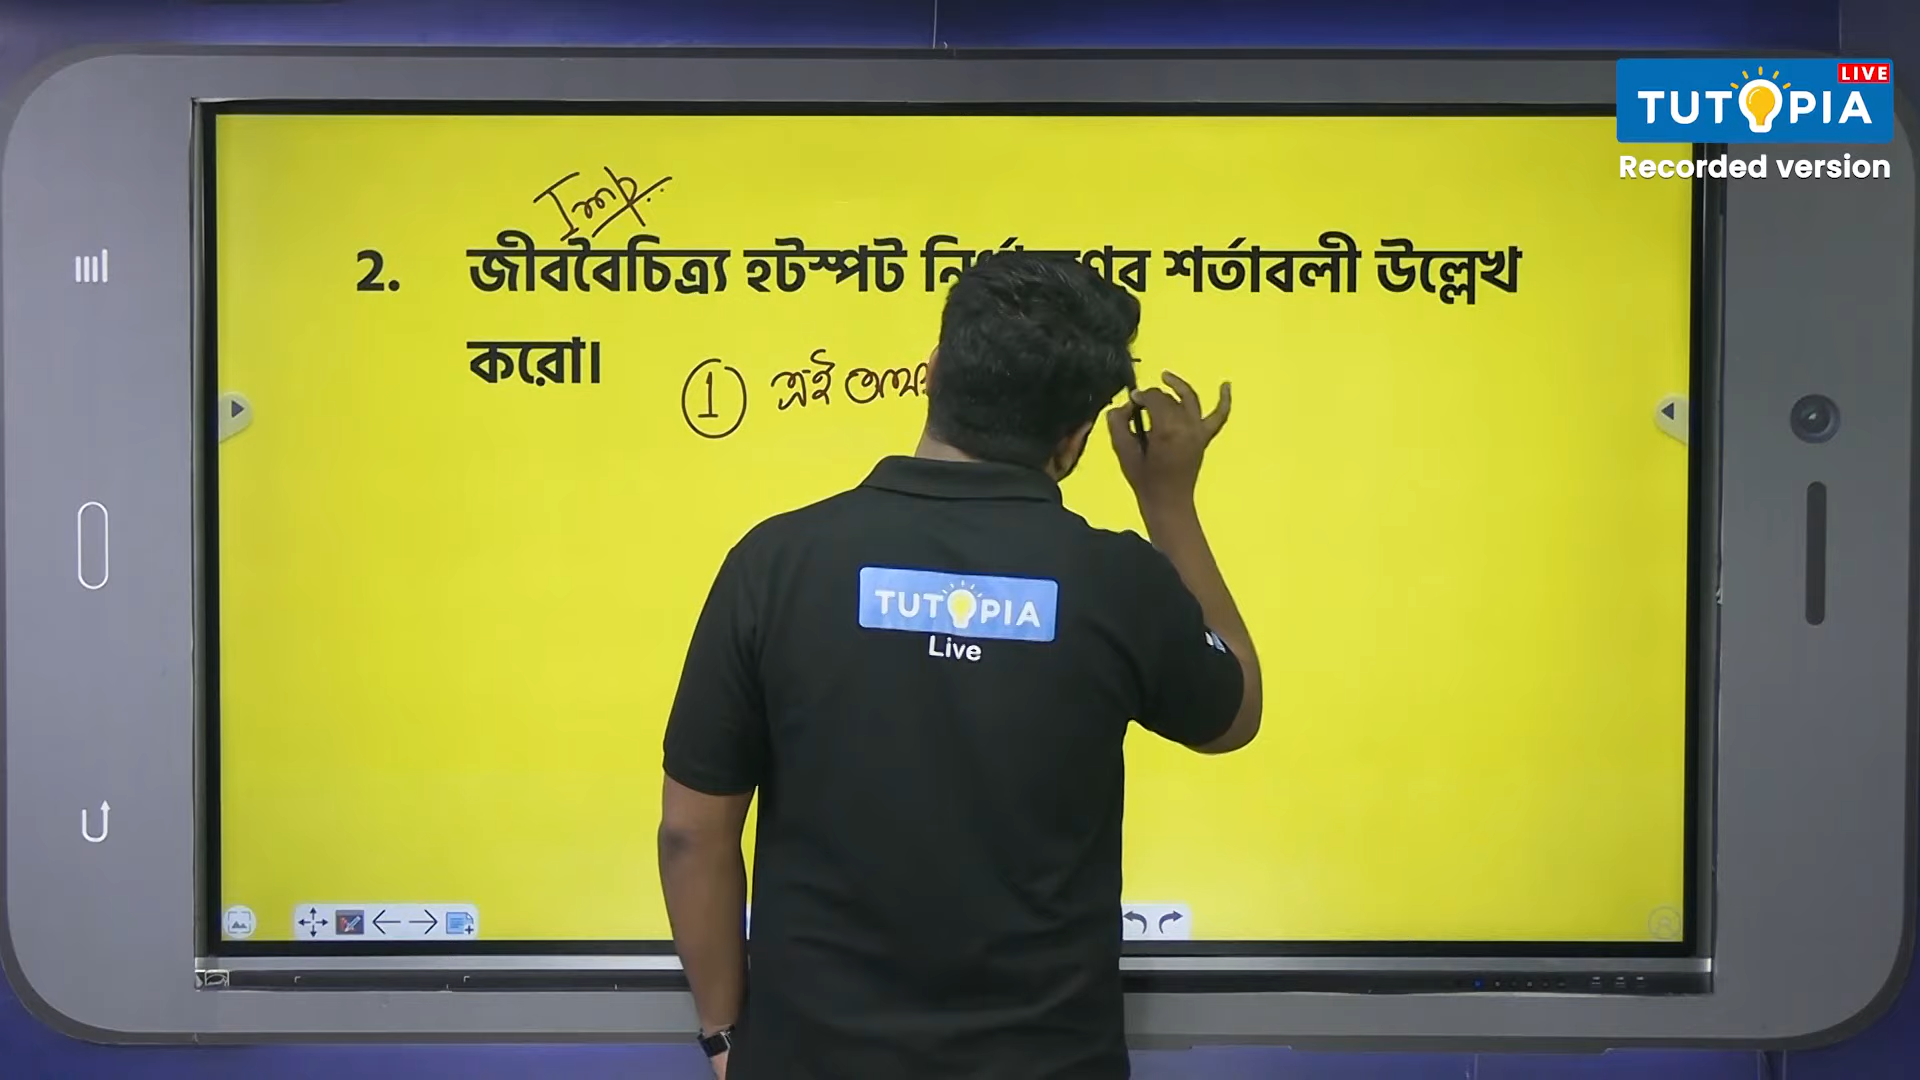 LIVE
TUTOPIA
Recorded version
Imp.
2. জীববৈচিত্র্য হটস্পট শর্তাবলী উল্লেখ
করো।
1 এই
TUTOPIA
Live